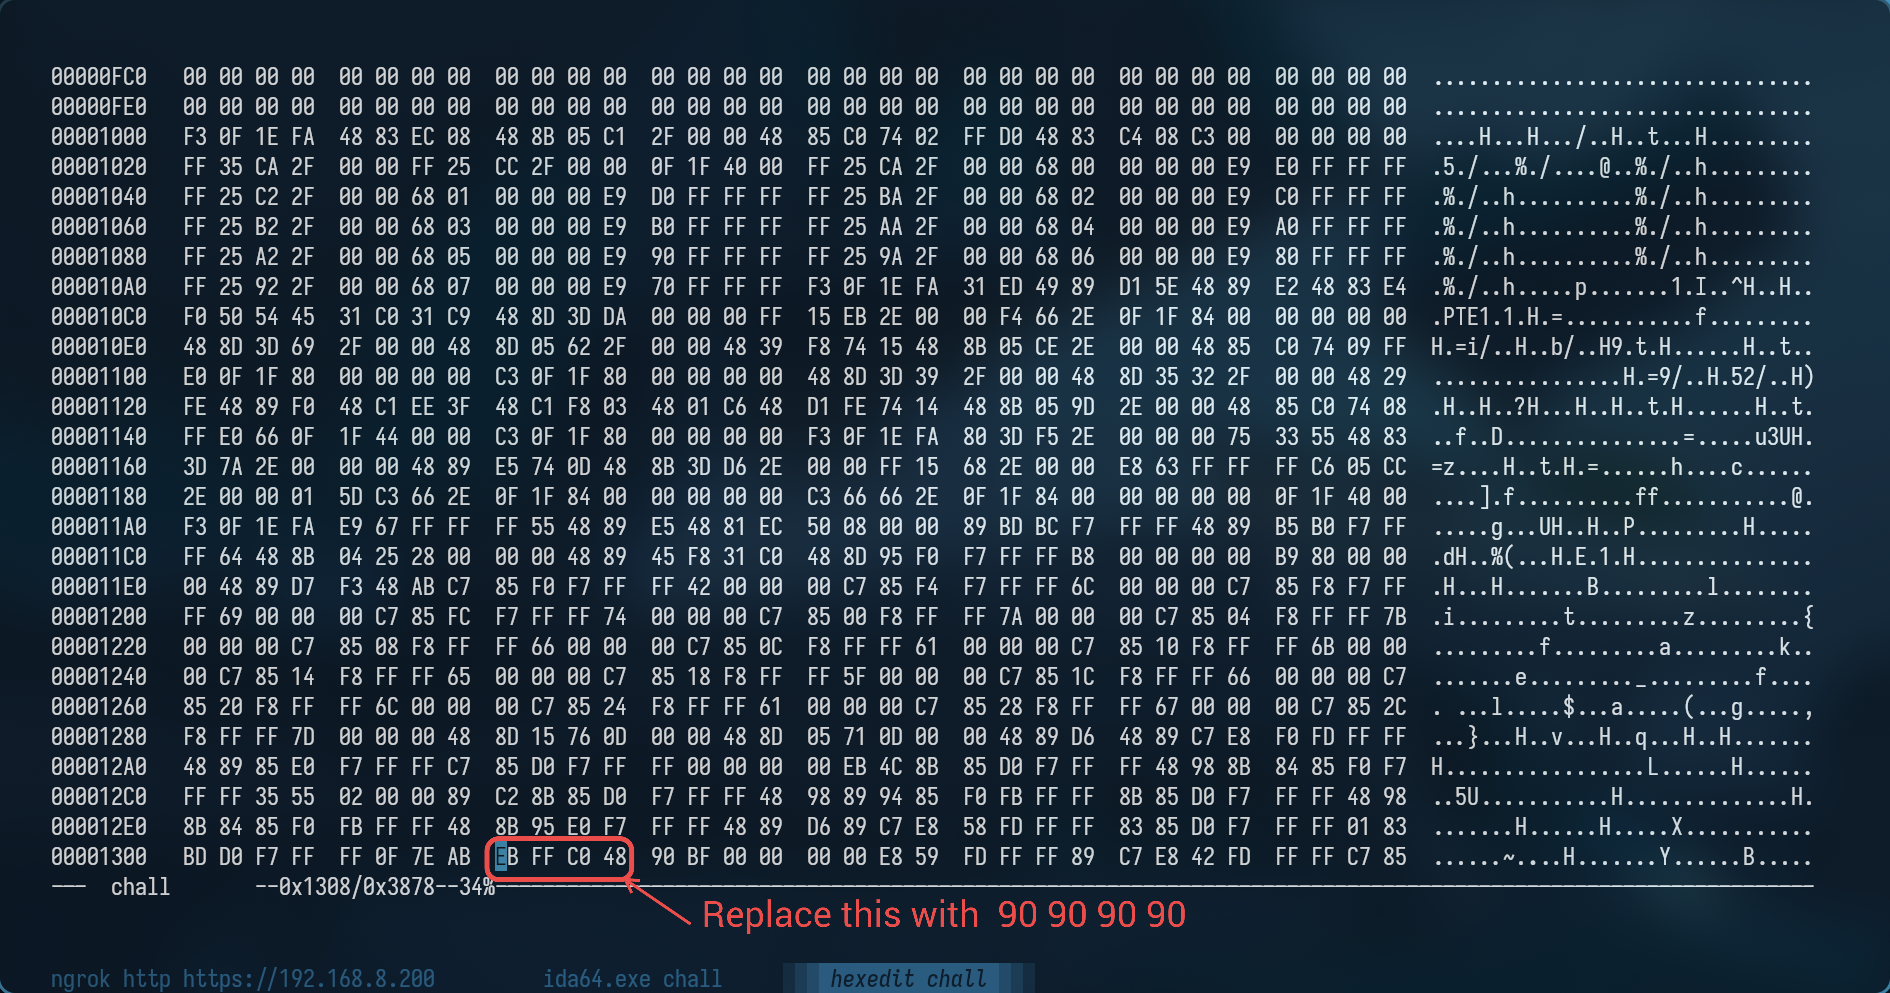 00000FC0 00 00 00 00 00 00 00 00 00 00 00 00 00 00 00 00 00 00 00 00 00 00 00 00 00 00 00 00 00 00 00 00 ................................
00000FE0 00 00 00 00 00 00 00 00 00 00 00 00 00 00 00 00 00 00 00 00 00 00 00 00 00 00 00 00 00 00 00 00 ................................
00001000 F3 0F 1E FA 48 83 EC 08 48 8B 05 C1 2F 00 00 48 85 C0 74 02 FF D0 48 83 C4 08 C3 00 00 00 00 00 ....H...H.../..H..t...H.........
00001020 FF 35 CA 2F 00 00 FF 25 CC 2F 00 00 0F 1F 40 00 FF 25 CA 2F 00 00 68 00 00 00 00 E9 E0 FF FF FF .5./...%./....@..%./..h.........
00001040 FF 25 C2 2F 00 00 68 01 00 00 00 E9 D0 FF FF FF FF 25 BA 2F 00 00 68 02 00 00 00 E9 C0 FF FF FF .%./..h..........%./..h.........
00001060 FF 25 B2 2F 00 00 68 03 00 00 00 E9 B0 FF FF FF FF 25 AA 2F 00 00 68 04 00 00 00 E9 A0 FF FF FF .%./..h..........%./..h.........
00001080 FF 25 A2 2F 00 00 68 05 00 00 00 E9 90 FF FF FF FF 25 9A 2F 00 00 68 06 00 00 00 E9 80 FF FF FF .%./..h..........%./..h.........
000010A0 FF 25 92 2F 00 00 68 07 00 00 00 E9 70 FF FF FF F3 0F 1E FA 31 ED 49 89 D1 5E 48 89 E2 48 83 E4 .%./..h.....p.......1.I..^H..H..
000010C0 F0 50 54 45 31 C0 31 C9 48 8D 3D DA 00 00 00 FF 15 EB 2E 00 00 F4 66 2E 0F 1F 84 00 00 00 00 00 .PTE1.1.H.=...........f.........
000010E0 48 8D 3D 69 2F 00 00 48 8D 05 62 2F 00 00 48 39 F8 74 15 48 8B 05 CE 2E 00 00 48 85 C0 74 09 FF H.=i/..H..b/..H9.t.H......H..t..
00001100 E0 0F 1F 80 00 00 00 00 C3 0F 1F 80 00 00 00 00 48 8D 3D 39 2F 00 00 48 8D 35 32 2F 00 00 48 29 ................H.=9/..H.52/..H)
00001120 FE 48 89 F0 48 C1 EE 3F 48 C1 F8 03 48 01 C6 48 D1 FE 74 14 48 8B 05 9D 2E 00 00 48 85 C0 74 08 .H..H..?H...H..H..t.H......H..t.
00001140 FF E0 66 0F 1F 44 00 00 C3 0F 1F 80 00 00 00 00 F3 0F 1E FA 80 3D F5 2E 00 00 00 75 33 55 48 83 ..f..D...............=.....u3UH.
00001160 3D 7A 2E 00 00 00 48 89 E5 74 0D 48 8B 3D D6 2E 00 00 FF 15 68 2E 00 00 E8 63 FF FF FF C6 05 CC =z....H..t.H.=......h....c......
00001180 2E 00 00 01 5D C3 66 2E 0F 1F 84 00 00 00 00 00 C3 66 66 2E 0F 1F 84 00 00 00 00 00 0F 1F 40 00 ....].f..........ff...........@.
000011A0 F3 0F 1E FA E9 67 FF FF FF 55 48 89 E5 48 81 EC 50 08 00 00 89 BD BC F7 FF FF 48 89 B5 B0 F7 FF .....g...UH..H..P.........H.....
000011C0 FF 64 48 8B 04 25 28 00 00 00 48 89 45 F8 31 C0 48 8D 95 F0 F7 FF FF B8 00 00 00 00 B9 80 00 00 .dH..%(...H.E.1.H...............
000011E0 00 48 89 D7 F3 48 AB C7 85 F0 F7 FF FF 42 00 00 00 C7 85 F4 F7 FF FF 6C 00 00 00 C7 85 F8 F7 FF .H...H.......B.........l........
00001200 FF 69 00 00 00 C7 85 FC F7 FF FF 74 00 00 00 C7 85 00 F8 FF FF 7A 00 00 00 C7 85 04 F8 FF FF 7B .i.........t.........z.........{
00001220 00 00 00 C7 85 08 F8 FF FF 66 00 00 00 C7 85 0C F8 FF FF 61 00 00 00 C7 85 10 F8 FF FF 6B 00 00 .........f.........a.........k..
00001240 00 C7 85 14 F8 FF FF 65 00 00 00 C7 85 18 F8 FF FF 5F 00 00 00 C7 85 1C F8 FF FF 66 00 00 00 C7 .......e........._.........f....
00001260 85 20 F8 FF FF 6C 00 00 00 C7 85 24 F8 FF FF 61 00 00 00 C7 85 28 F8 FF FF 67 00 00 00 C7 85 2C . ...l.....$...a.....(...g.....,
00001280 F8 FF FF 7D 00 00 00 48 8D 15 76 0D 00 00 48 8D 05 71 0D 00 00 48 89 D6 48 89 C7 E8 F0 FD FF FF ...}...H..v...H..q...H..H.......
000012A0 48 89 85 E0 F7 FF FF C7 85 D0 F7 FF FF 00 00 00 00 EB 4C 8B 85 D0 F7 FF FF 48 98 8B 84 85 F0 F7 H.................L......H......
000012C0 FF FF 35 55 02 00 00 89 C2 8B 85 D0 F7 FF FF 48 98 89 94 85 F0 FB FF FF 8B 85 D0 F7 FF FF 48 98 ..5U...........H..............H.
000012E0 8B 84 85 F0 FB FF FF 48 8B 95 E0 F7 FF FF 48 89 D6 89 C7 E8 58 FD FF FF 83 85 D0 F7 FF FF 01 83 .......H......H.....X...........
00001300 BD D0 F7 FF FF 0F 7E AB EB FF C0 48 90 BF 00 00 00 00 E8 59 FD FF FF 89 C7 E8 42 FD FF FF C7 85 ......~....H.......Y......B.....
--- chall --0x1308/0x3878--34%--------------------------------
Replace this with 90 90 90 90
ngrok http https://192.168.8.200 ida64.exe chall hexedit chall